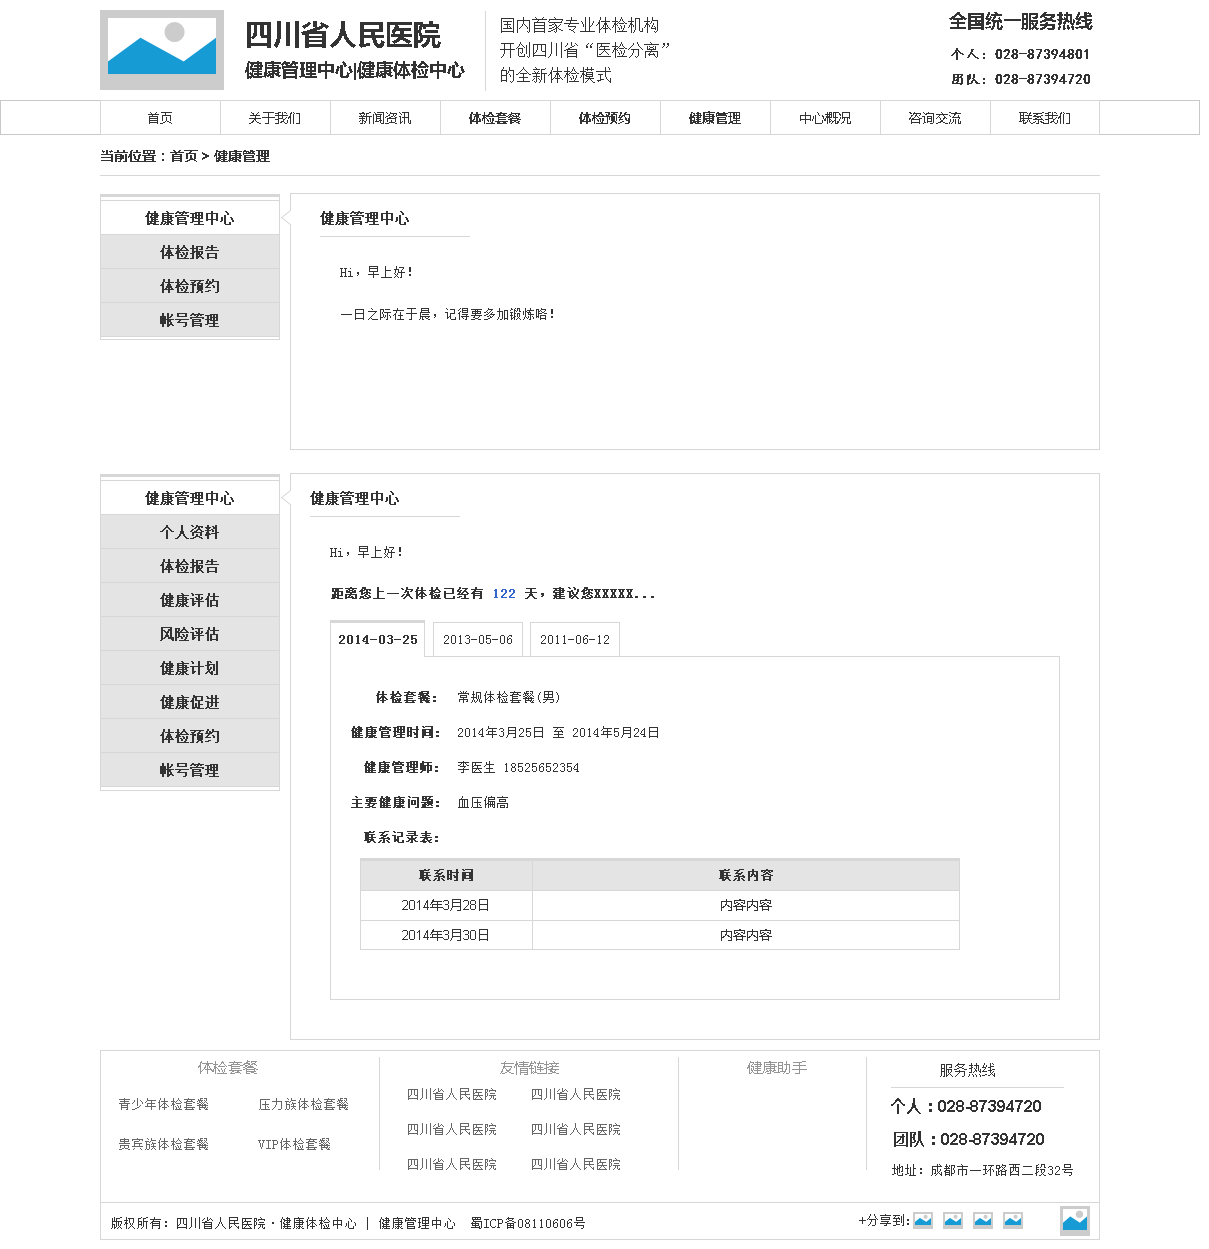 四川省人民医院
健康管理中心|健康体检中心
国内首家专业体检机构
开创四川省“医检分离”
的全新体检模式
全国统一服务热线
个人：028-87394801
团队：028-87394720
首页 关于我们 新闻资讯 体检套餐 体检预约 健康管理 中心概况 咨询交流 联系我们
当前位置：首页 > 健康管理
健康管理中心
体检报告
体检预约
帐号管理
健康管理中心
Hi，早上好！
一日之际在于晨，记得要多加锻炼咯！
健康管理中心
个人资料
体检报告
健康评估
风险评估
健康计划
健康促进
体检预约
帐号管理
健康管理中心
Hi，早上好！
距离您上一次体检已经有 122 天，建议您XXXXX...
2014-03-25 2013-05-06 2011-06-12
体检套餐： 常规体检套餐(男)
健康管理时间： 2014年3月25日 至 2014年5月24日
健康管理师： 李医生 18525652354
主要健康问题： 血压偏高
联系记录表：
联系时间 联系内容
2014年3月28日 内容内容
2014年3月30日 内容内容
体检套餐
青少年体检套餐 压力族体检套餐
贵宾族体检套餐 VIP体检套餐
友情链接
四川省人民医院 四川省人民医院
四川省人民医院 四川省人民医院
四川省人民医院 四川省人民医院
健康助手
服务热线
个人：028-87394720
团队：028-87394720
地址：成都市一环路西二段32号
版权所有：四川省人民医院·健康体检中心 | 健康管理中心 蜀ICP备08110606号
+分享到：